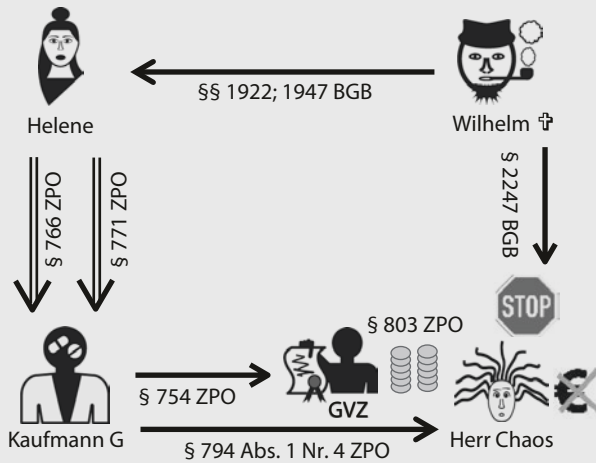 §§ 1922; 1947 BGB
Helene
Wilhelm ✞
§ 766 ZPO
§ 771 ZPO
§ 2247 BGB
STOP
§ 803 ZPO
§ 754 ZPO
GVZ
Kaufmann G
§ 794 Abs. 1 Nr. 4 ZPO
Herr Chaos
€